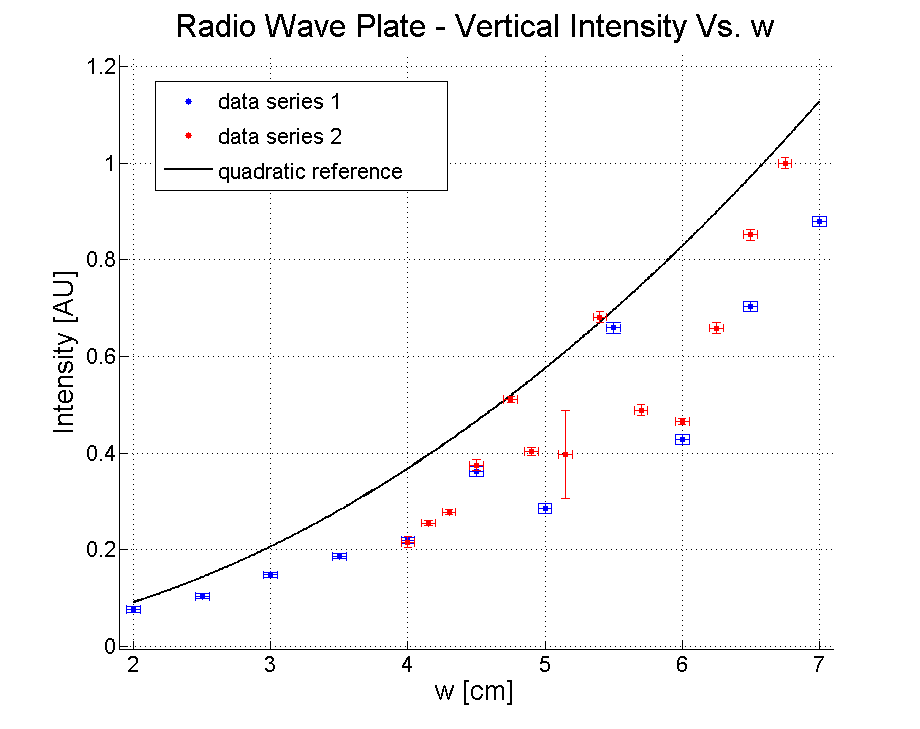 Radio Wave Plate - Vertical Intensity Vs. w
1.2
data series 1
data series 2
1
quadratic reference
0.8
Intensity [AU]
0.6
0.4
0.2
0
2 3 4 5 6 7
w [cm]